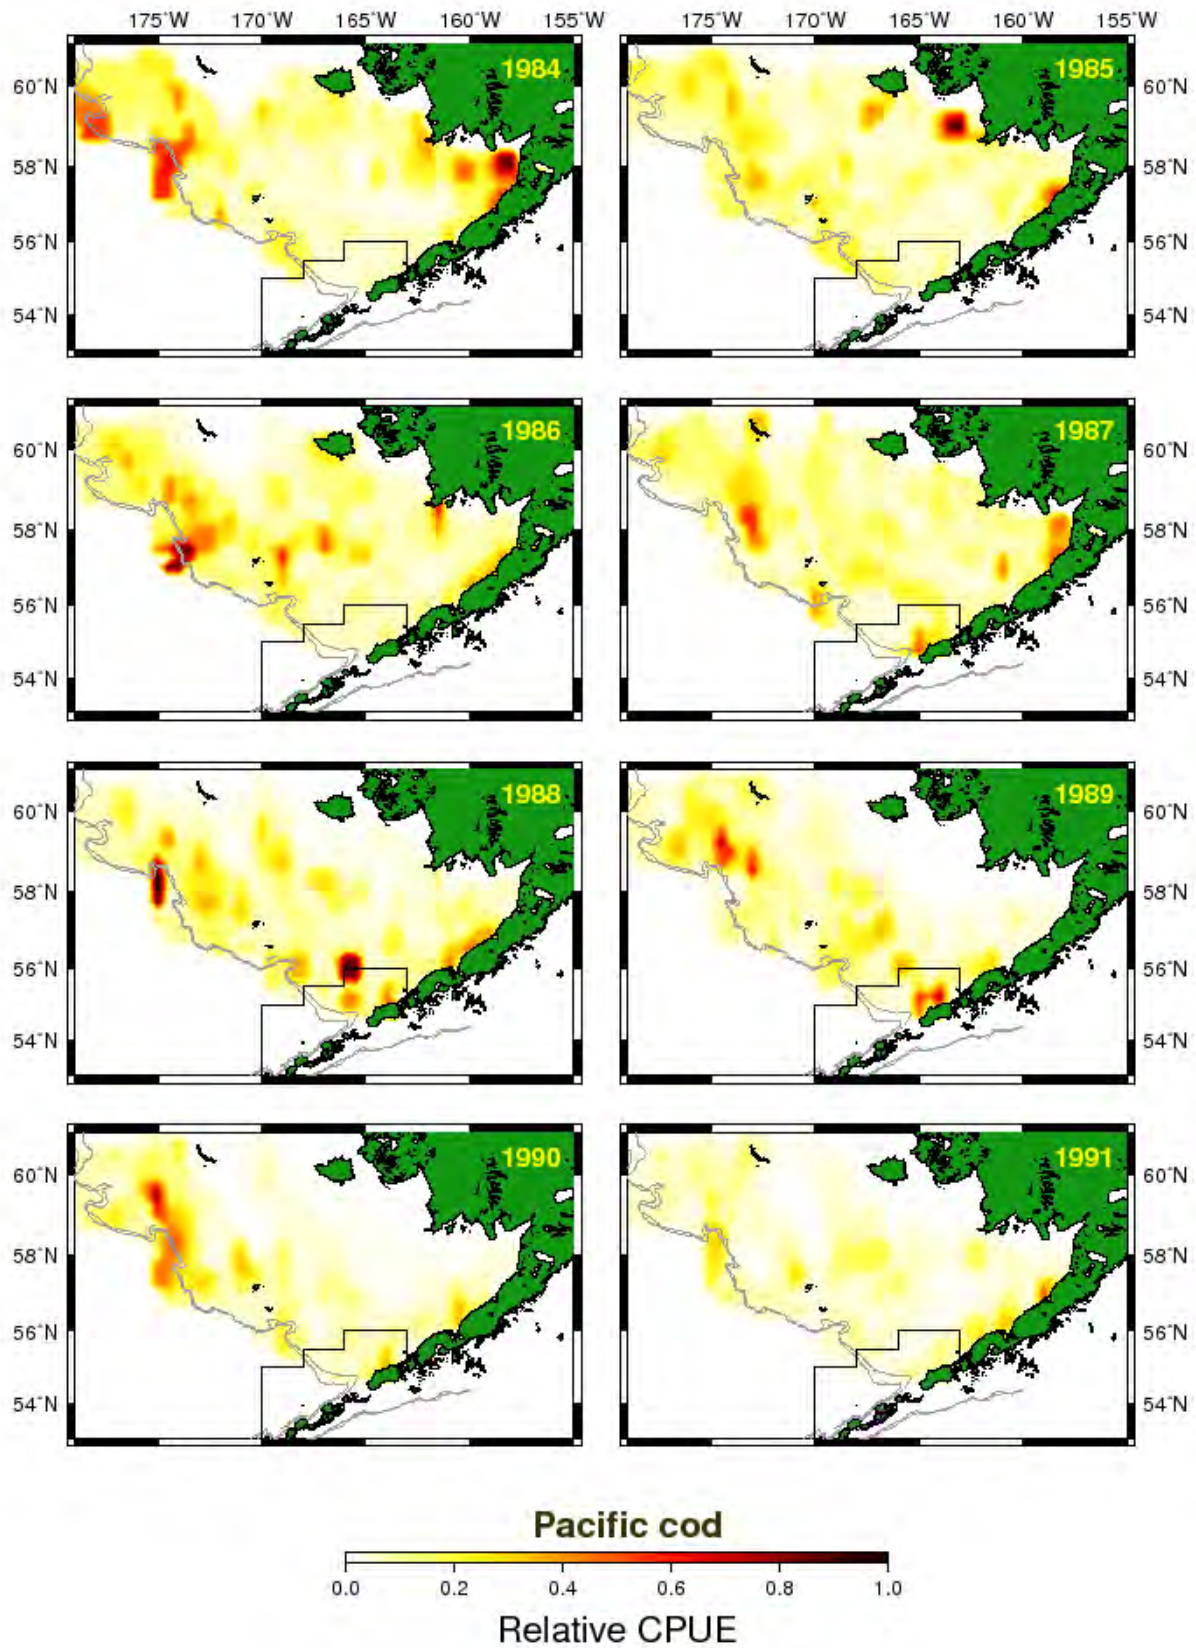 175°W 170°W 165°W 160°W 155°W 175°W 170°W 165°W 160°W 155°W
1984 1985
60°N 60°N
58°N 58°N
56°N 56°N
54°N 54°N
1986 1987
60°N 60°N
58°N 58°N
56°N 56°N
54°N 54°N
1988 1989
60°N 60°N
58°N 58°N
56°N 56°N
54°N 54°N
1990 1991
60°N 60°N
58°N 58°N
56°N 56°N
54°N 54°N
Pacific cod
0.0 0.2 0.4 0.6 0.8 1.0
Relative CPUE